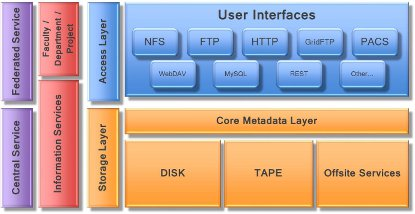 Federated Service
Faculty /
Department /
Project
Access Layer
User Interfaces
NFS
FTP
HTTP
GridFTP
PACS
WebDAV
MySQL
REST
Other...
Central Service
Information Services
Storage Layer
Core Metadata Layer
DISK
TAPE
Offsite Services